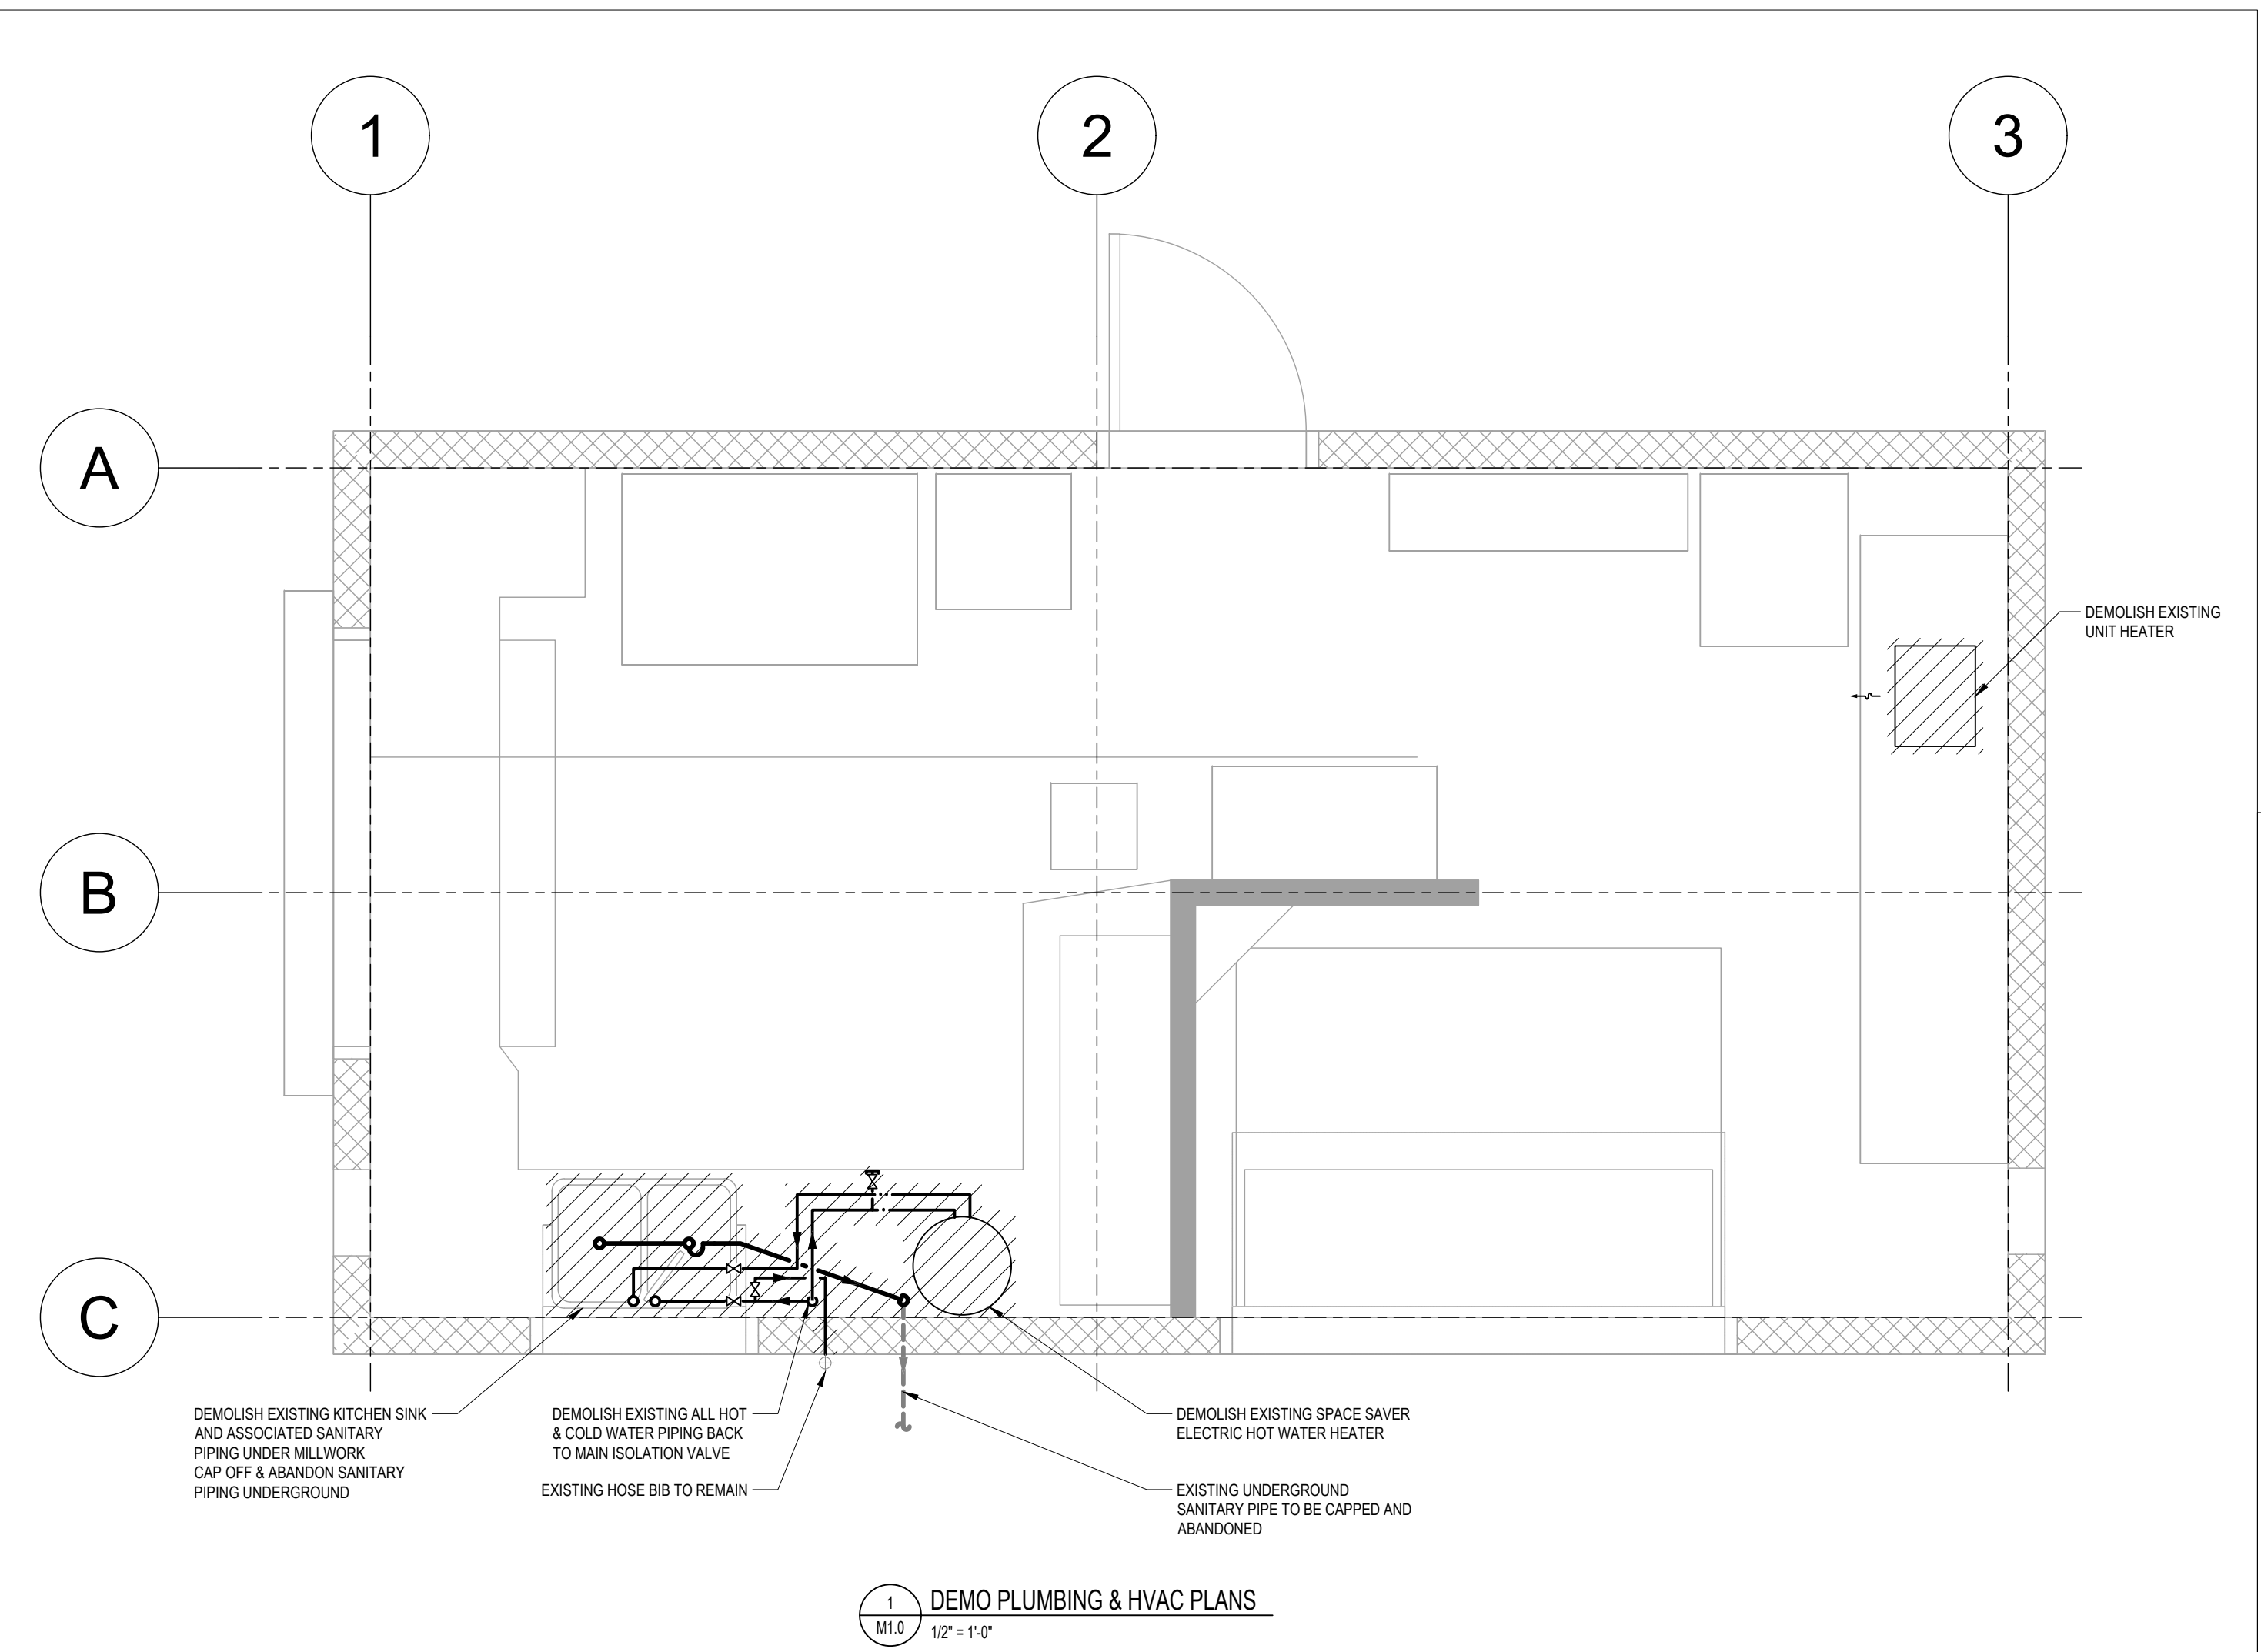 1
2
3
A
B
C
DEMOLISH EXISTING
UNIT HEATER
DEMOLISH EXISTING KITCHEN SINK
AND ASSOCIATED SANITARY
PIPING UNDER MILLWORK
CAP OFF & ABANDON SANITARY
PIPING UNDERGROUND
DEMOLISH EXISTING ALL HOT
& COLD WATER PIPING BACK
TO MAIN ISOLATION VALVE
EXISTING HOSE BIB TO REMAIN
DEMOLISH EXISTING SPACE SAVER
ELECTRIC HOT WATER HEATER
EXISTING UNDERGROUND
SANITARY PIPE TO BE CAPPED AND
ABANDONED
1
M1.0
DEMO PLUMBING & HVAC PLANS
1/2" = 1'-0"